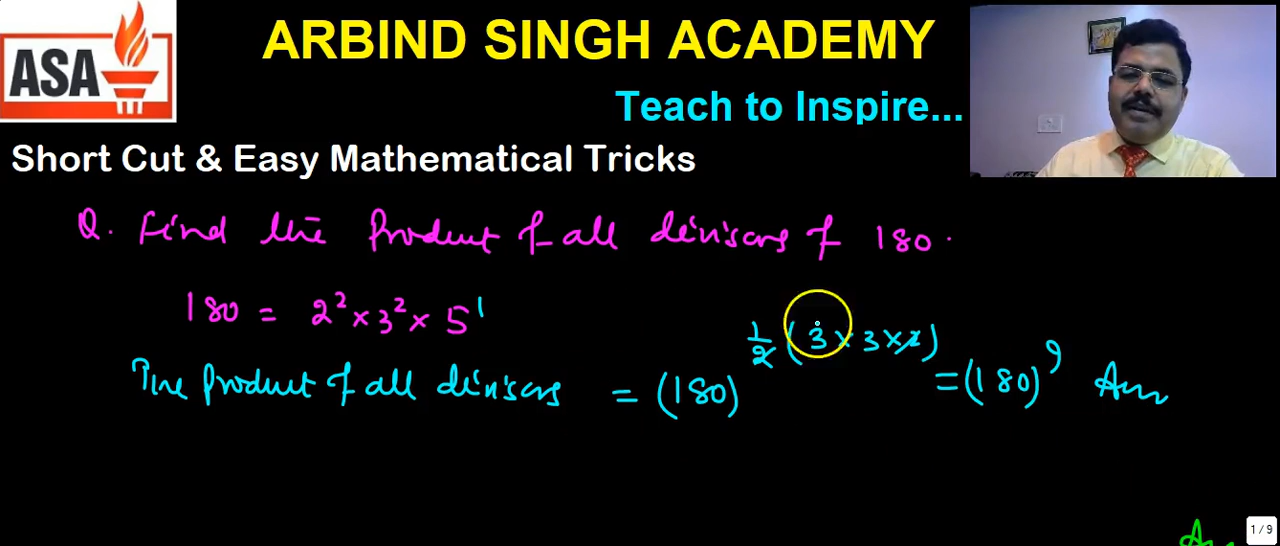 ASA
ARBIND SINGH ACADEMY
Teach to Inspire...
Short Cut & Easy Mathematical Tricks
Q. Find the Product of all divisors of 180.
180 = 2² × 3² × 5¹
The Product of all divisors = (180)^½(3 × 3 × 2) = (180)⁹ Ans
Ans
1 / 9